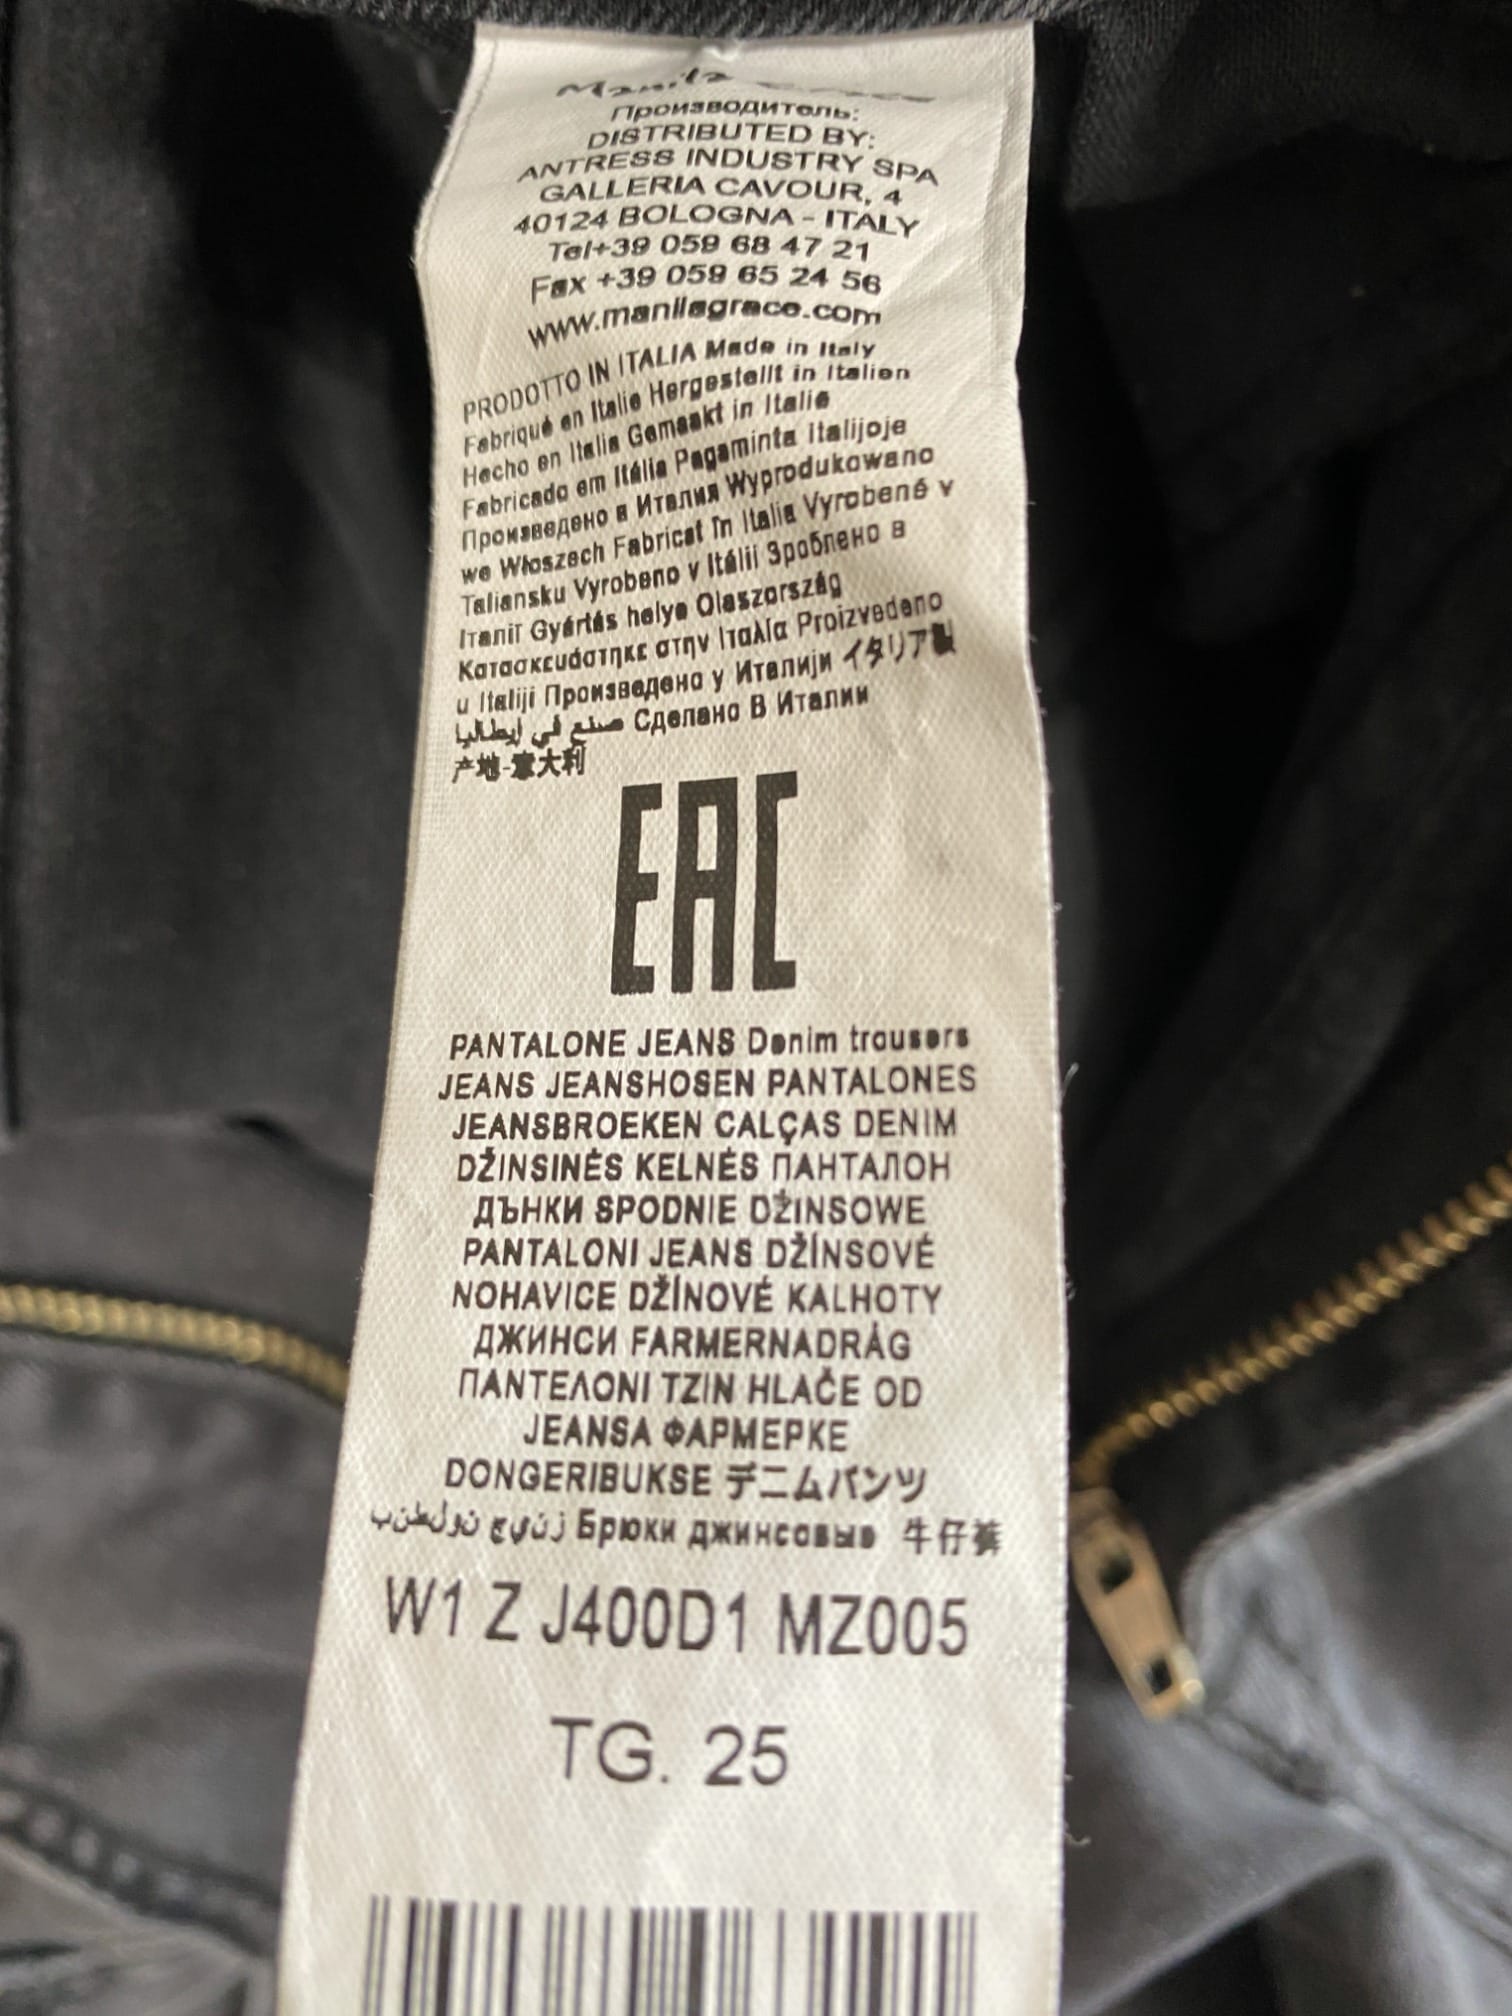 Manila Grace
Производитель:
DISTRIBUTED BY:
ANTRESS INDUSTRY SPA
GALLERIA CAVOUR, 4
40124 BOLOGNA - ITALY
Tel+39 059 68 47 21
Fax +39 059 65 24 56
www.manilagrace.com
PRODOTTO IN ITALIA Made in Italy
Fabriqué en Italie Hergestellt in Italien
Hecho en Italia Gemaakt in Italië
Fabricado em Itália Pagaminta Italijoje
Произведено в Италия Wyprodukowano
we Włoszech Fabricat în Italia Vyrobené v
Taliansku Vyrobeno v Itálii Зроблено в
Італії Gyártás helye Olaszország
Κατασκευάστηκε στην Ιταλία Proizvedeno
u Italiji Произведено у Италији イタリア製
صنع في إيطاليا Сделано В Италии
产地-意大利
EAC
PANTALONE JEANS Denim trousers
JEANS JEANSHOSEN PANTALONES
JEANSBROEKEN CALÇAS DENIM
DŽINSINĖS KELNĖS ПАНТАЛОН
ДЪНКИ SPODNIE DŻINSOWE
PANTALONI JEANS DŽÍNSOVÉ
NOHAVICE DŽÍNOVÉ KALHOTY
ДЖИНСИ FARMERNADRÁG
ΠΑΝΤΕΛΟΝΙ ΤΖΙΝ HLAČE OD
JEANSA ФАРМЕРКЕ
DONGERIBUKSE デニムパンツ
بنطلون جينز Брюки джинсовые 牛仔裤
W1 Z J400D1 MZ005
TG. 25